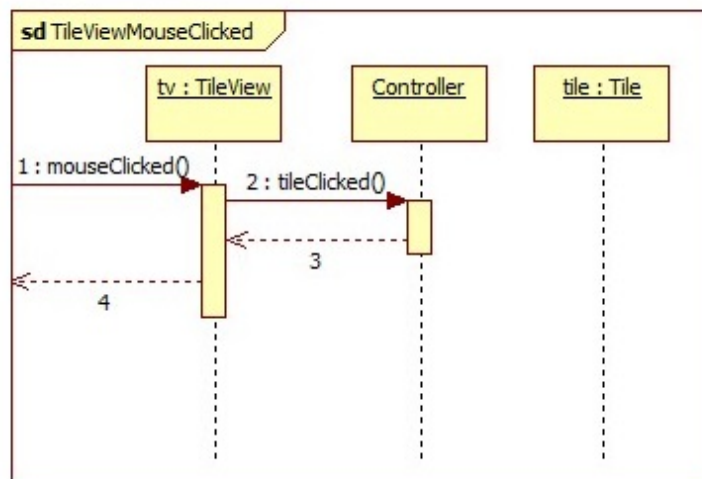 sd TileViewMouseClicked
tv : TileView
Controller
tile : Tile
1 : mouseClicked()
2 : tileClicked()
3
4